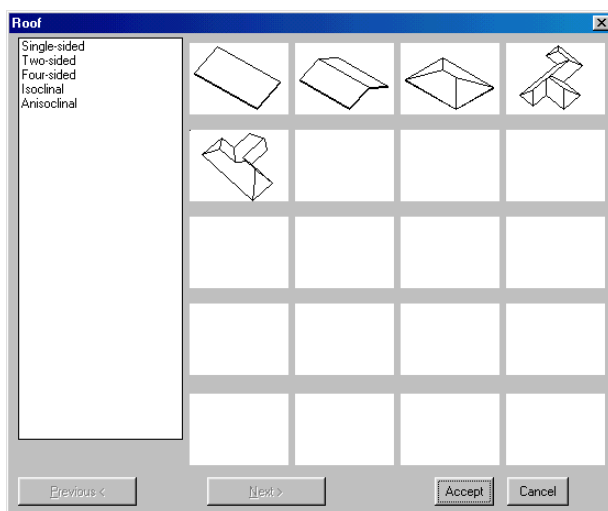 Roof
Single-sided
Two-sided
Four-sided
Isoclinal
Anisoclinal
Previous <
Next >
Accept
Cancel